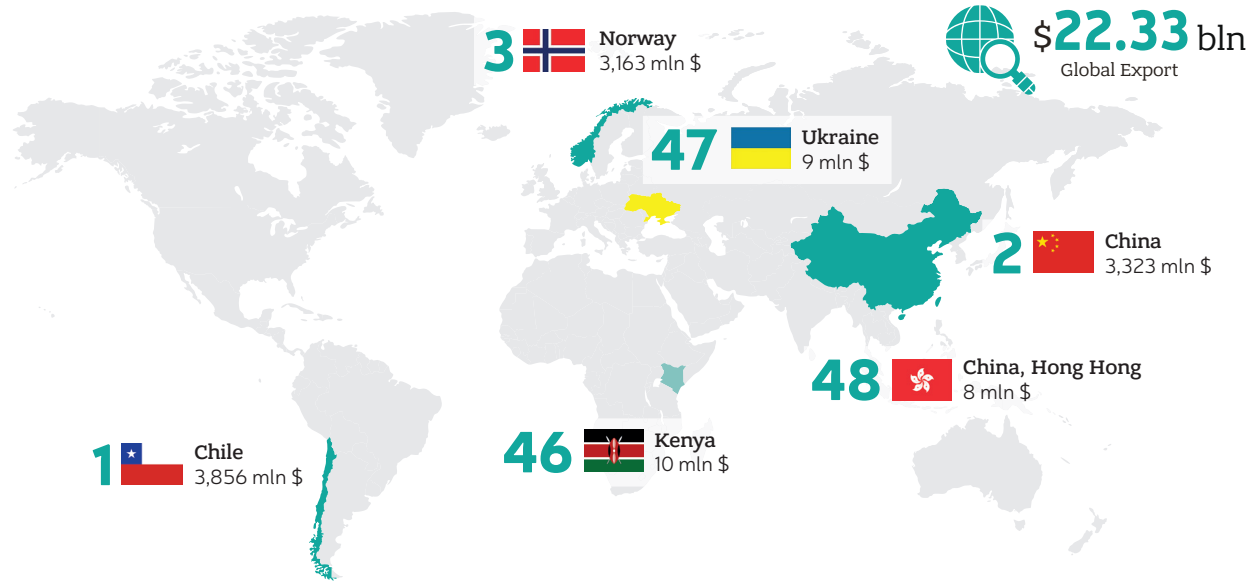 3
Norway
3,163 mln $
$22.33 bln
Global Export
47
Ukraine
9 mln $
2
China
3,323 mln $
48
China, Hong Hong
8 mln $
1
Chile
3,856 mln $
46
Kenya
10 mln $